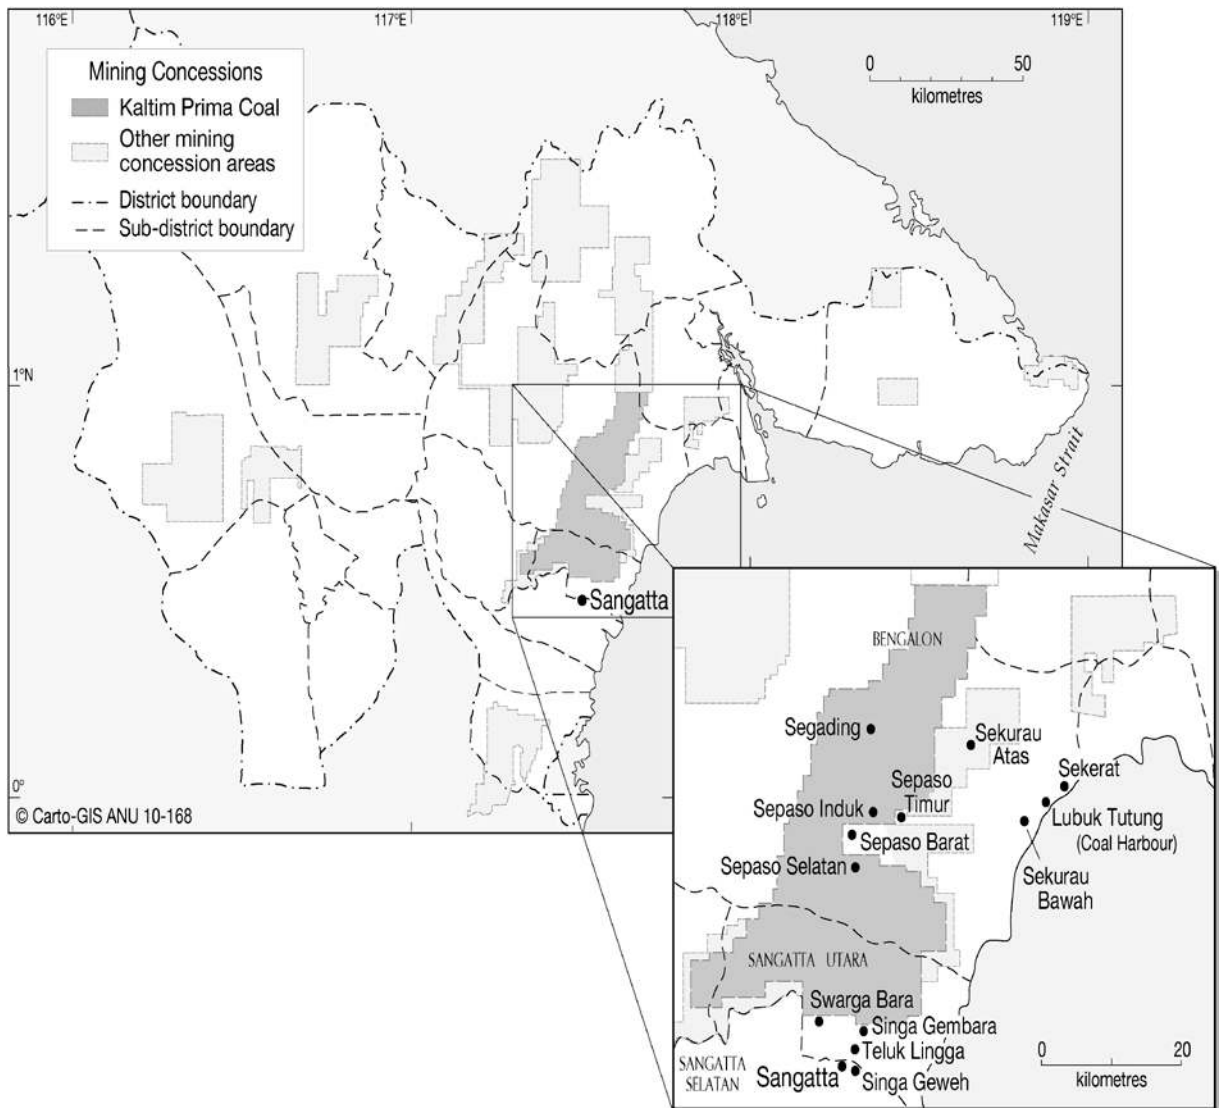 116°E
117°E
118°E
119°E
Mining Concessions
Kaltim Prima Coal
Other mining
concession areas
District boundary
Sub-district boundary
0
50
kilometres
1°N
Makasar Strait
Sangatta
0°
© Carto-GIS ANU 10-168
BENGALON
Segading
Sekurau
Atas
Sepaso
Timur
Sekerat
Sepaso Induk
Lubuk Tutung
(Coal Harbour)
Sepaso Barat
Sepaso Selatan
Sekurau
Bawah
SANGATTA UTARA
Swarga Bara
Singa Gembara
Teluk Lingga
SANGATTA
SELATAN
Sangatta
Singa Geweh
0
20
kilometres